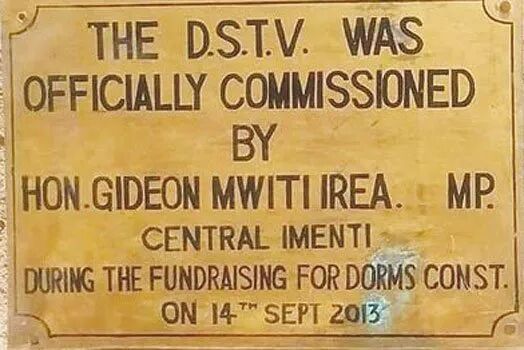 THE D.S.T.V. WAS
OFFICIALLY COMMISSIONED
BY
HON. GIDEON MWITI IREA. MP.
CENTRAL IMENTI
DURING THE FUNDRAISING FOR DORMS CONST.
ON 14TH SEPT 2013